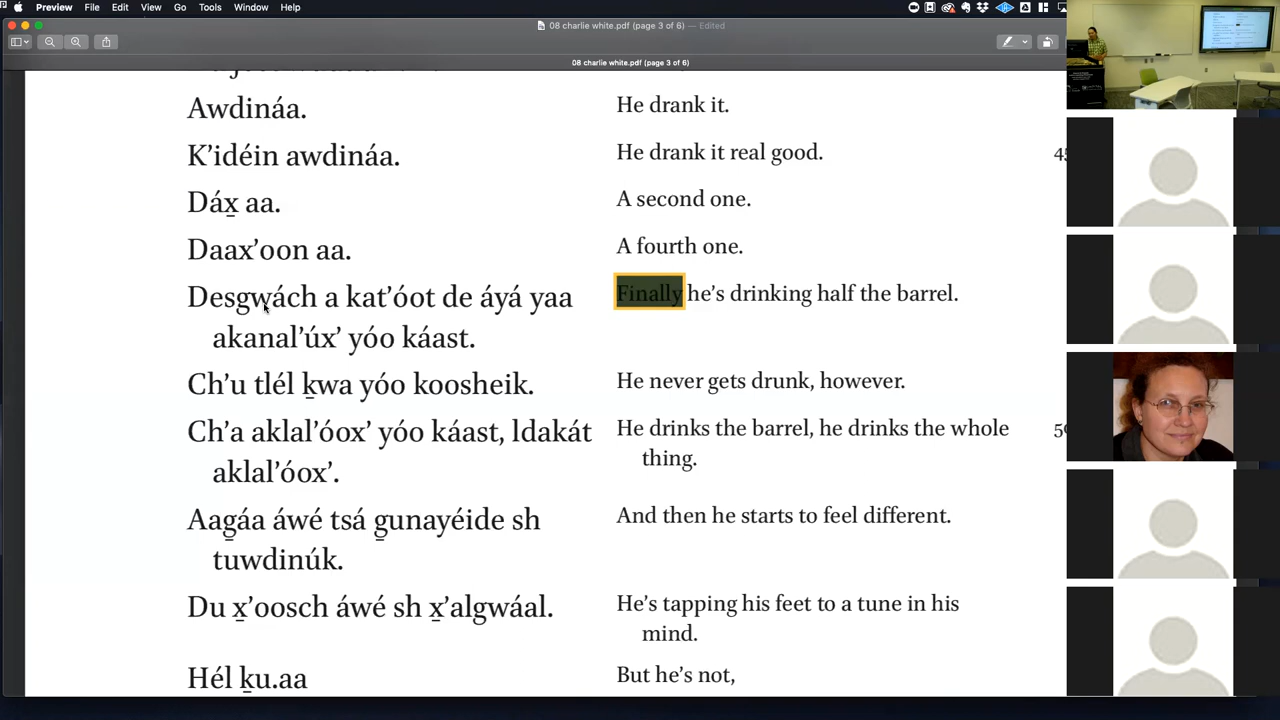 Preview File Edit View Go Tools Window Help
08 charlie white.pdf (page 3 of 6) — Edited
08 charlie white.pdf (page 3 of 6)
Awdináa. He drank it.
K’idéin awdináa. He drank it real good.
Dáx̲ aa. A second one.
Daax’oon aa. A fourth one.
Desgwách a kat’óot de áyá yaa Finally he’s drinking half the barrel.
akanal’úx’ yóo káast.
Ch’u tlél ḵwa yóo koosheik. He never gets drunk, however.
Ch’a aklal’óox’ yóo káast, ldakát He drinks the barrel, he drinks the whole
aklal’óox’. thing.
Aag̲áa áwé tsá g̲unayéide sh And then he starts to feel different.
tuwdinúk.
Du x̲’oosch áwé sh x̲’algwáal. He’s tapping his feet to a tune in his
mind.
Hél ḵu.aa But he’s not,